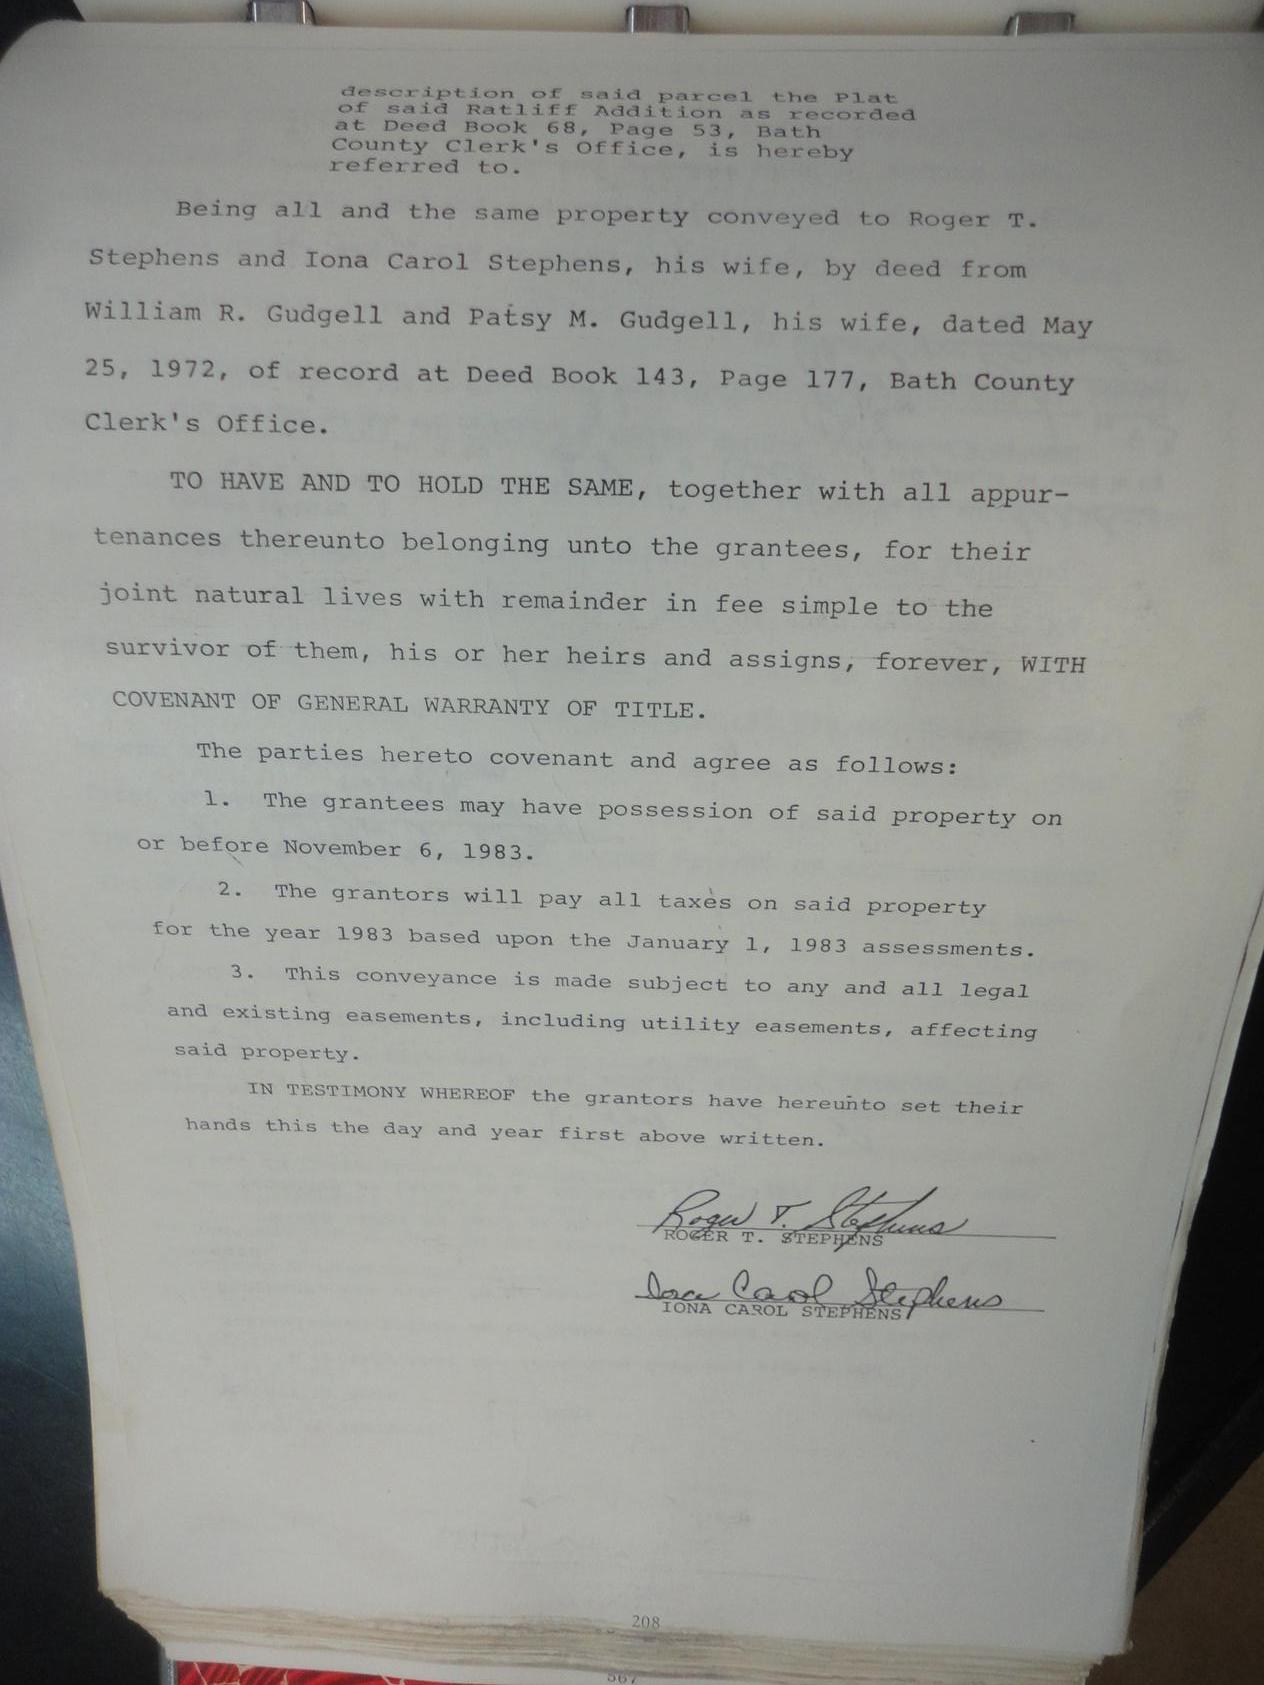 description of said parcel the Plat
of said Ratliff Addition as recorded
at Deed Book 68, Page 53, Bath
County Clerk's Office, is hereby
referred to.
Being all and the same property conveyed to Roger T.
Stephens and Iona Carol Stephens, his wife, by deed from
William R. Gudgell and Patsy M. Gudgell, his wife, dated May
25, 1972, of record at Deed Book 143, Page 177, Bath County
Clerk's Office.
TO HAVE AND TO HOLD THE SAME, together with all appur-
tenances thereunto belonging unto the grantees, for their
joint natural lives with remainder in fee simple to the
survivor of them, his or her heirs and assigns, forever, WITH
COVENANT OF GENERAL WARRANTY OF TITLE.
The parties hereto covenant and agree as follows:
1. The grantees may have possession of said property on
or before November 6, 1983.
2. The grantors will pay all taxes on said property
for the year 1983 based upon the January 1, 1983 assessments.
3. This conveyance is made subject to any and all legal
and existing easements, including utility easements, affecting
said property.
IN TESTIMONY WHEREOF the grantors have hereunto set their
hands this the day and year first above written.
Roger T. Stephens
ROGER T. STEPHENS
Iona Carol Stephens
IONA CAROL STEPHENS
208
567